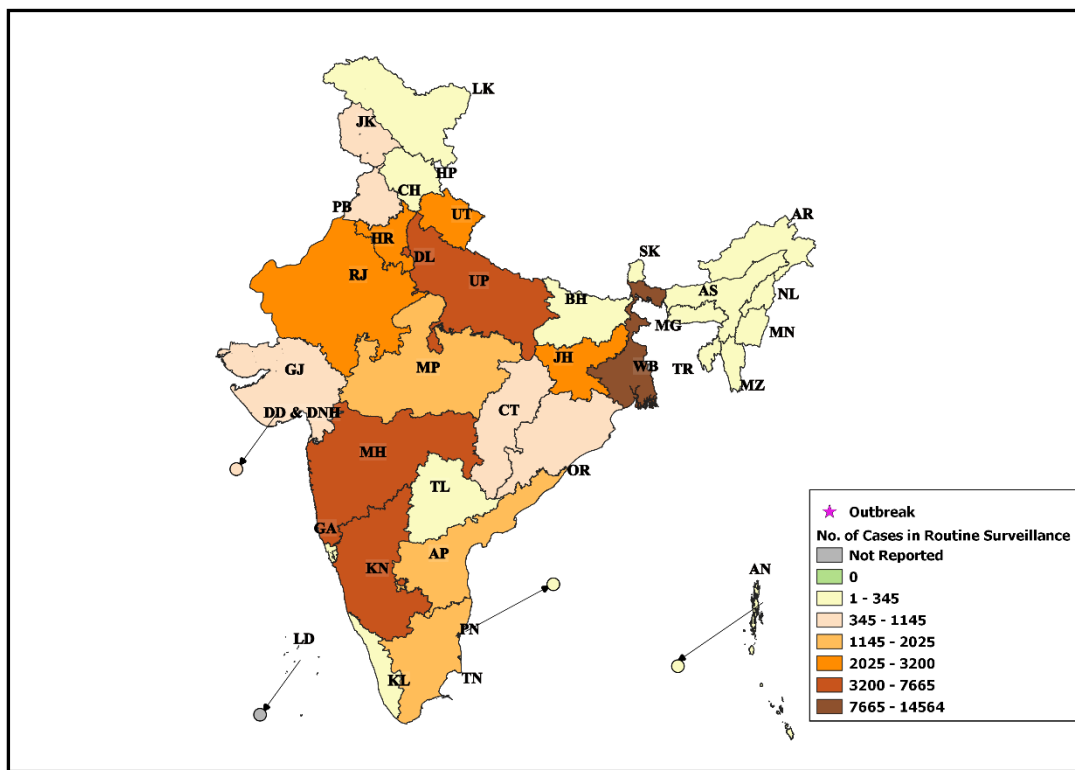 LK
JK
HP
CH
PB
UT
AR
HR
SK
DL
RJ
UP
AS
NL
BH
MG
MN
JH
WB
TR
GJ
MP
MZ
CT
DD & DNH
MH
OR
TL
GA
AP
KN
AN
PN
LD
KL
TN
Outbreak
No. of Cases in Routine Surveillance
Not Reported
0
1 - 345
345 - 1145
1145 - 2025
2025 - 3200
3200 - 7665
7665 - 14564